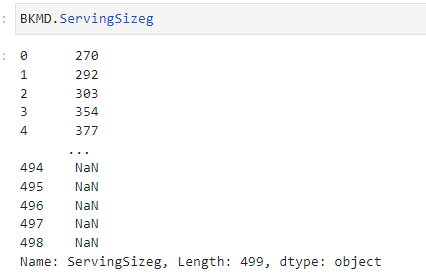 : BKMD.ServingSizeg
: 0 270
1 292
2 303
3 354
4 377
...
494 NaN
495 NaN
496 NaN
497 NaN
498 NaN
Name: ServingSizeg, Length: 499, dtype: object